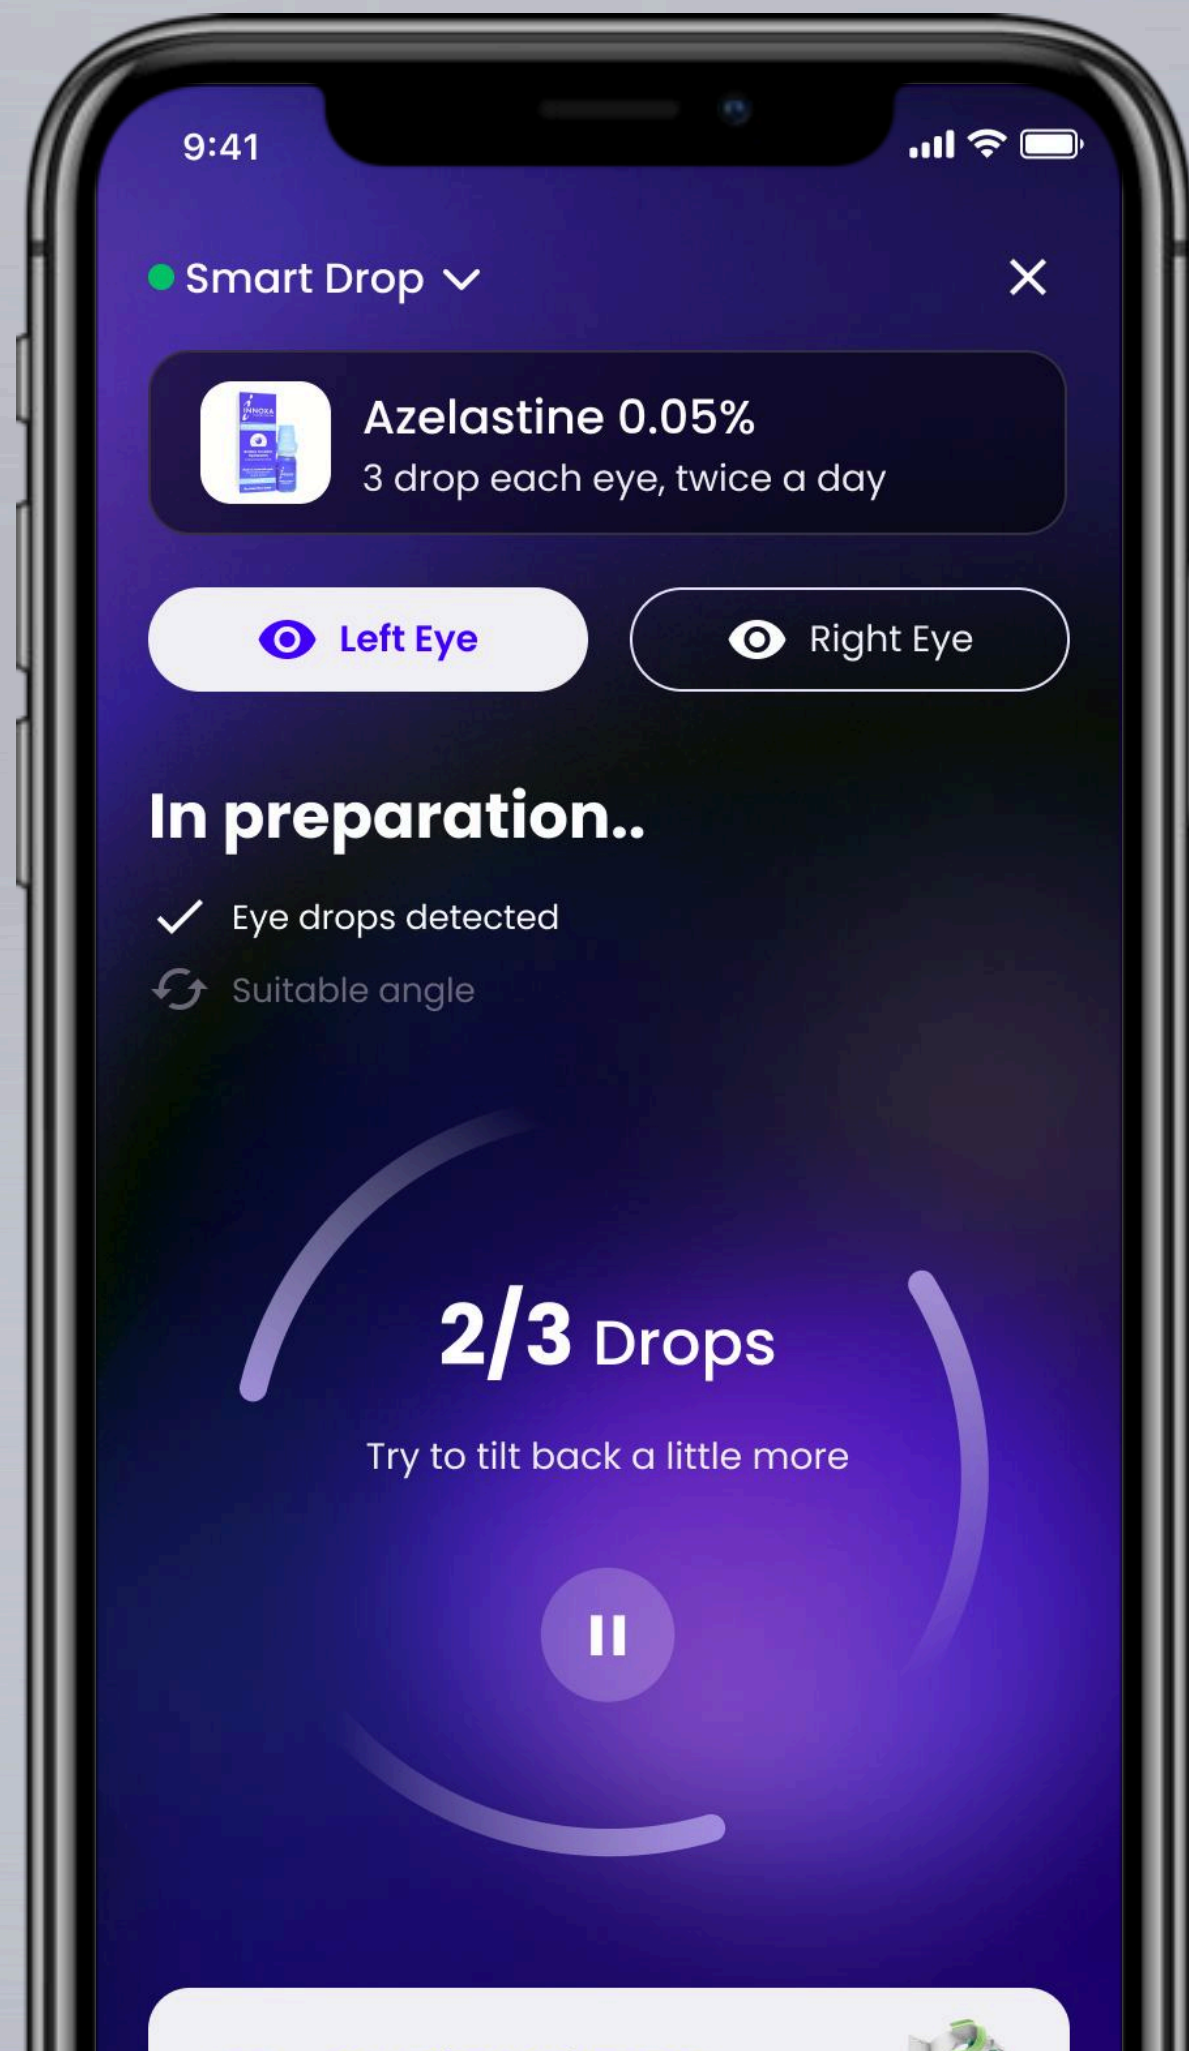 9:41
Smart Drop
INNOXA
Azelastine 0.05%
3 drop each eye, twice a day
Left Eye
Right Eye
In preparation..
Eye drops detected
Suitable angle
2/3 Drops
Try to tilt back a little more